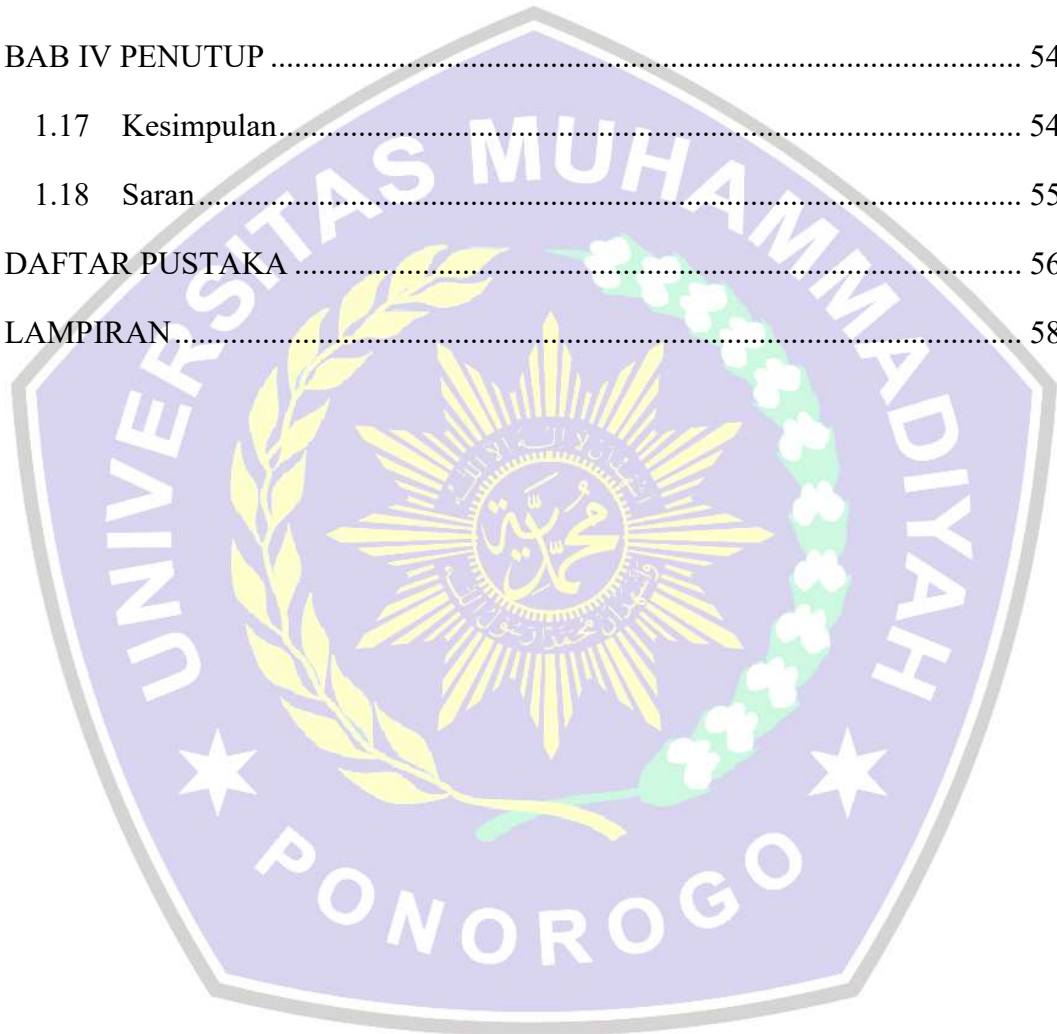 BAB IV PENUTUP ................................................................................................ 54
1.17 Kesimpulan.............................................................................................. 54
1.18 Saran........................................................................................................ 55
DAFTAR PUSTAKA ............................................................................................ 56
LAMPIRAN........................................................................................................... 58
UNIVERSITAS MUHAMMADIYAH
محمدية
PONOROGO